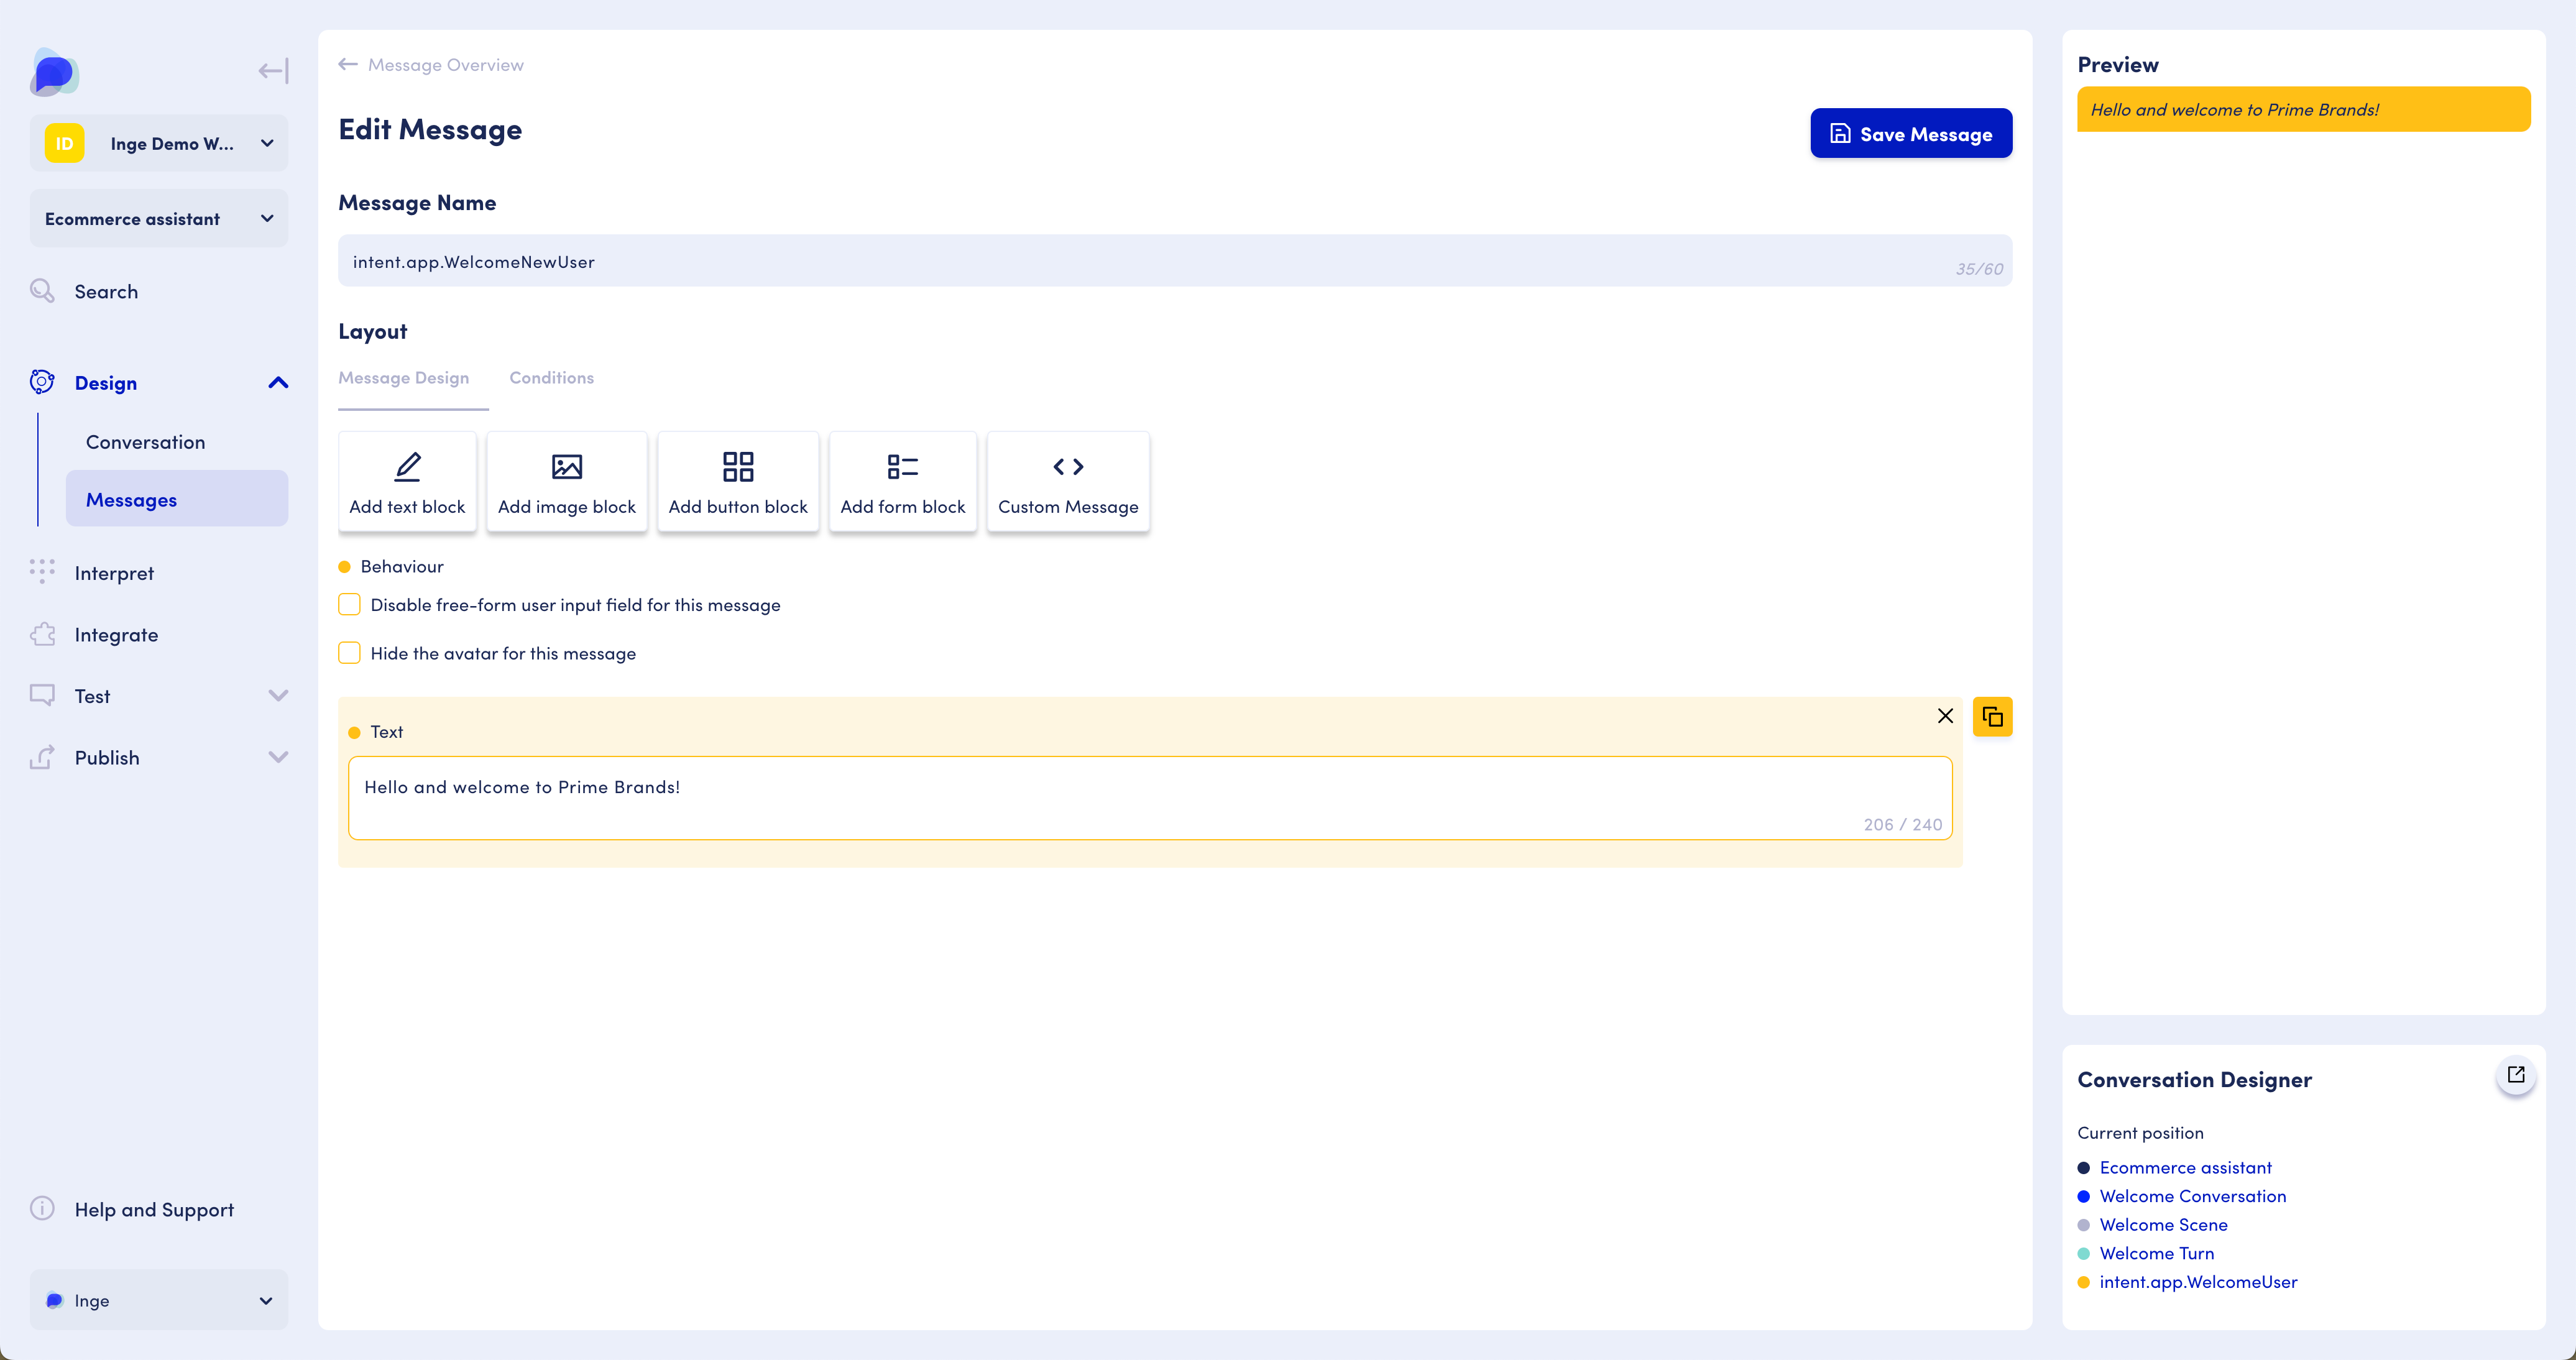 ID
Inge Demo W...
Ecommerce assistant
Search
Design
Conversation
Messages
Interpret
Integrate
Test
Publish
Help and Support
Inge
Message Overview
Edit Message
Save Message
Message Name
intent.app.WelcomeNewUser
35/60
Layout
Message Design
Conditions
Add text block
Add image block
Add button block
Add form block
Custom Message
Behaviour
Disable free-form user input field for this message
Hide the avatar for this message
Text
Hello and welcome to Prime Brands!
206 / 240
Preview
Hello and welcome to Prime Brands!
Conversation Designer
Current position
Ecommerce assistant
Welcome Conversation
Welcome Scene
Welcome Turn
intent.app.WelcomeUser